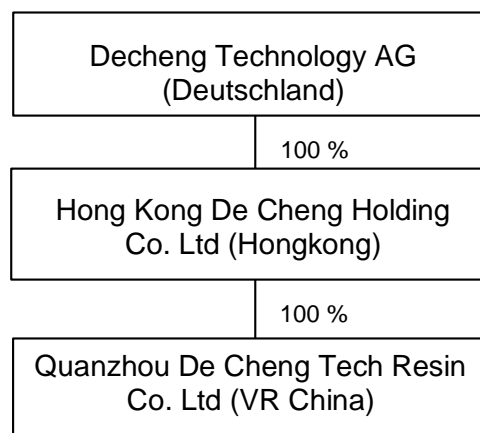 Decheng Technology AG
(Deutschland)
100 %
Hong Kong De Cheng Holding
Co. Ltd (Hongkong)
100 %
Quanzhou De Cheng Tech Resin
Co. Ltd (VR China)